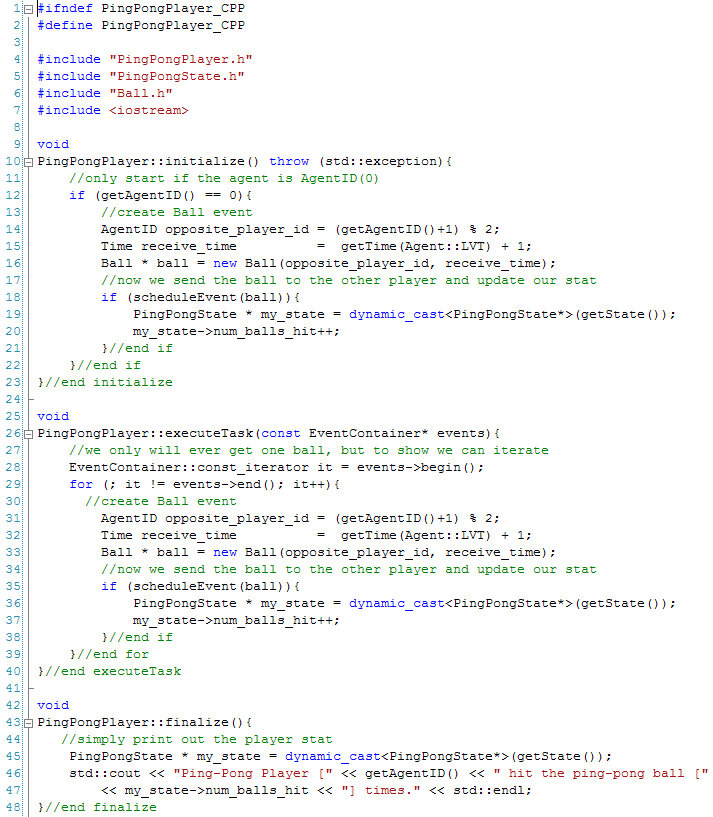 1 #ifndef PingPongPlayer_CPP
2 #define PingPongPlayer_CPP
3
4 #include "PingPongPlayer.h"
5 #include "PingPongState.h"
6 #include "Ball.h"
7 #include <iostream>
8
9 void
10 PingPongPlayer::initialize() throw (std::exception){
11     //only start if the agent is AgentID(0)
12     if (getAgentID() == 0){
13         //create Ball event
14         AgentID opposite_player_id = (getAgentID()+1) % 2;
15         Time receive_time          =  getTime(Agent::LVT) + 1;
16         Ball * ball = new Ball(opposite_player_id, receive_time);
17         //now we send the ball to the other player and update our stat
18         if (scheduleEvent(ball)){
19             PingPongState * my_state = dynamic_cast<PingPongState*>(getState());
20             my_state->num_balls_hit++;
21         }//end if
22     }//end if
23 }//end initialize
24
25 void
26 PingPongPlayer::executeTask(const EventContainer* events){
27     //we only will ever get one ball, but to show we can iterate
28     EventContainer::const_iterator it = events->begin();
29     for (; it != events->end(); it++){
30       //create Ball event
31         AgentID opposite_player_id = (getAgentID()+1) % 2;
32         Time receive_time          =  getTime(Agent::LVT) + 1;
33         Ball * ball = new Ball(opposite_player_id, receive_time);
34         //now we send the ball to the other player and update our stat
35         if (scheduleEvent(ball)){
36             PingPongState * my_state = dynamic_cast<PingPongState*>(getState());
37             my_state->num_balls_hit++;
38         }//end if
39     }//end for
40 }//end executeTask
41
42 void
43 PingPongPlayer::finalize(){
44    //simply print out the player stat
45     PingPongState * my_state = dynamic_cast<PingPongState*>(getState());
46     std::cout << "Ping-Pong Player [" << getAgentID() << " hit the ping-pong ball ["
47         << my_state->num_balls_hit << "] times." << std::endl;
48 }//end finalize